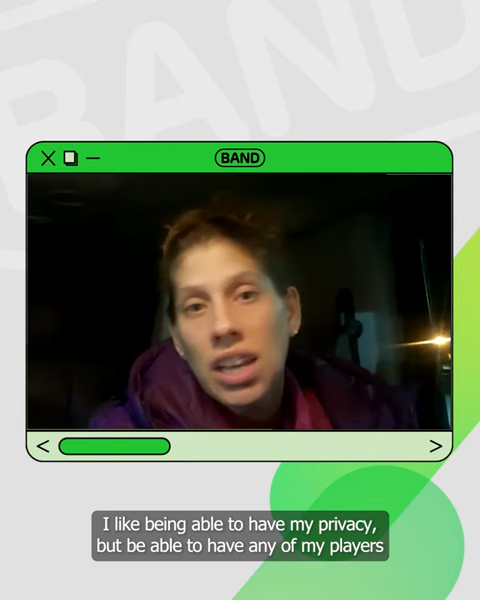 BAND
BAND
I like being able to have my privacy,
but be able to have any of my players